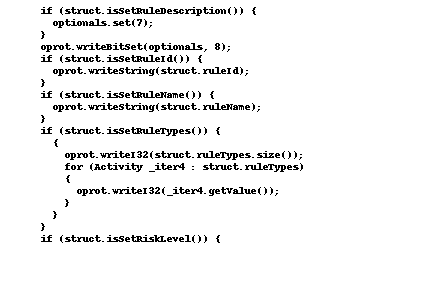 if (struct.isSetRuleDescription()) {
optionals.set(7);
}
oprot.writeBitSet(optionals, 8);
if (struct.isSetRuleId()) {
oprot.writeString(struct.ruleId);
}
if (struct.isSetRuleName()) {
oprot.writeString(struct.ruleName);
}
if (struct.isSetRuleTypes()) {
{
oprot.writeI32(struct.ruleTypes.size());
for (Activity _iter4 : struct.ruleTypes)
{
oprot.writeI32(_iter4.getValue());
}
}
}
if (struct.isSetRiskLevel()) {